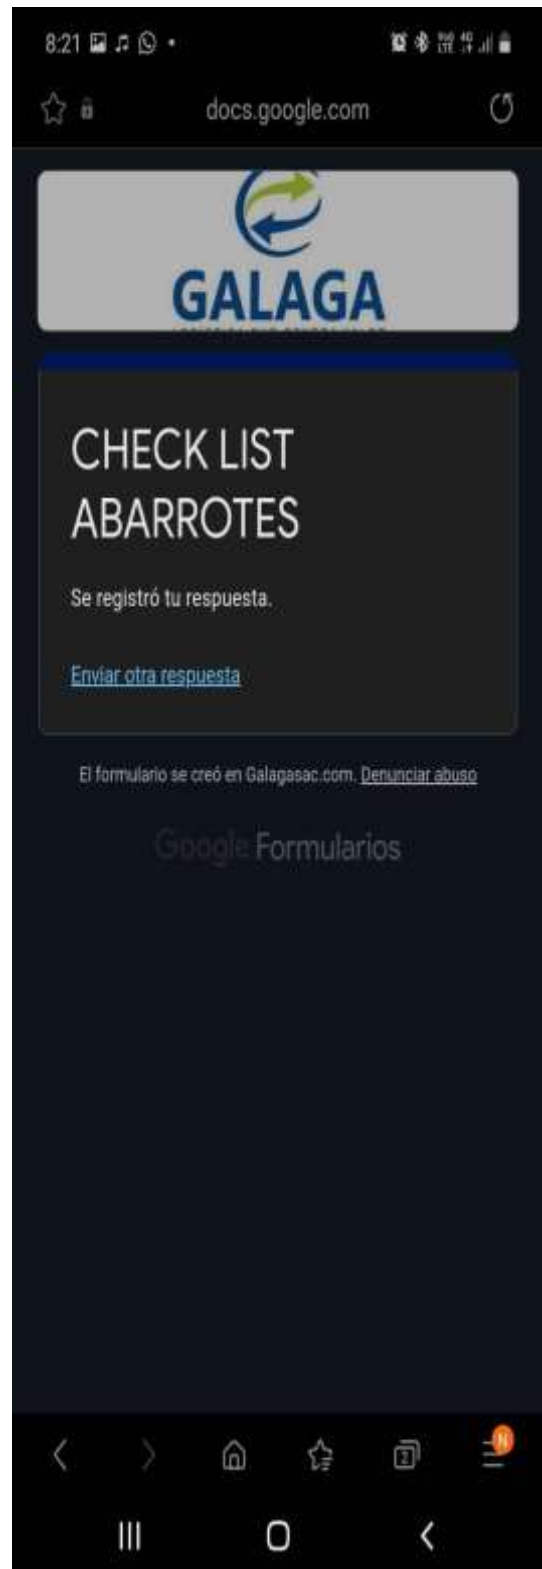 8:21
docs.google.com
GALAGA
CHECK LIST
ABARROTES
Se registró tu respuesta.
Enviar otra respuesta
El formulario se creó en Galagasac.com. Denunciar abuso
Google Formularios
2
N